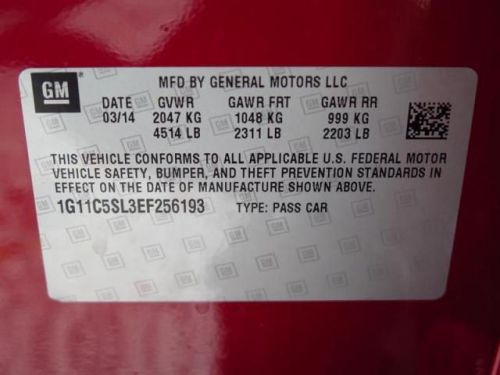 GM MFD BY GENERAL MOTORS LLC
DATE GVWR GAWR FRT GAWR RR
03/14 2047 KG 1048 KG 999 KG
4514 LB 2311 LB 2203 LB
THIS VEHICLE CONFORMS TO ALL APPLICABLE U.S. FEDERAL MOTOR
VEHICLE SAFETY, BUMPER, AND THEFT PREVENTION STANDARDS IN
EFFECT ON THE DATE OF MANUFACTURE SHOWN ABOVE.
1G11C5SL3EF256193 TYPE: PASS CAR